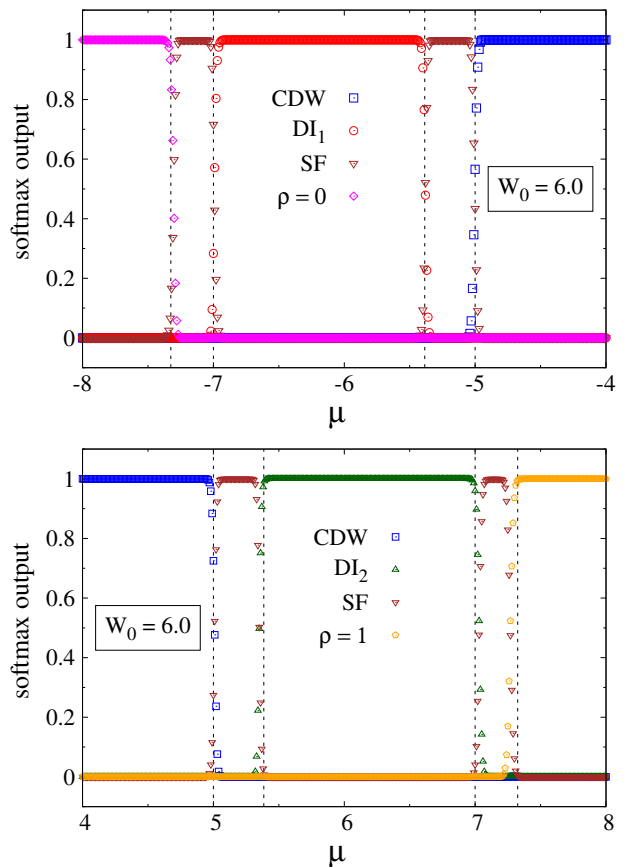 1
0.8
0.6
0.4
0.2
0
softmax output
CDW
DI1
SF
ρ = 0
W0 = 6.0
-8 -7 -6 -5 -4
μ
1
0.8
0.6
0.4
0.2
0
softmax output
CDW
DI2
SF
ρ = 1
W0 = 6.0
4 5 6 7 8
μ